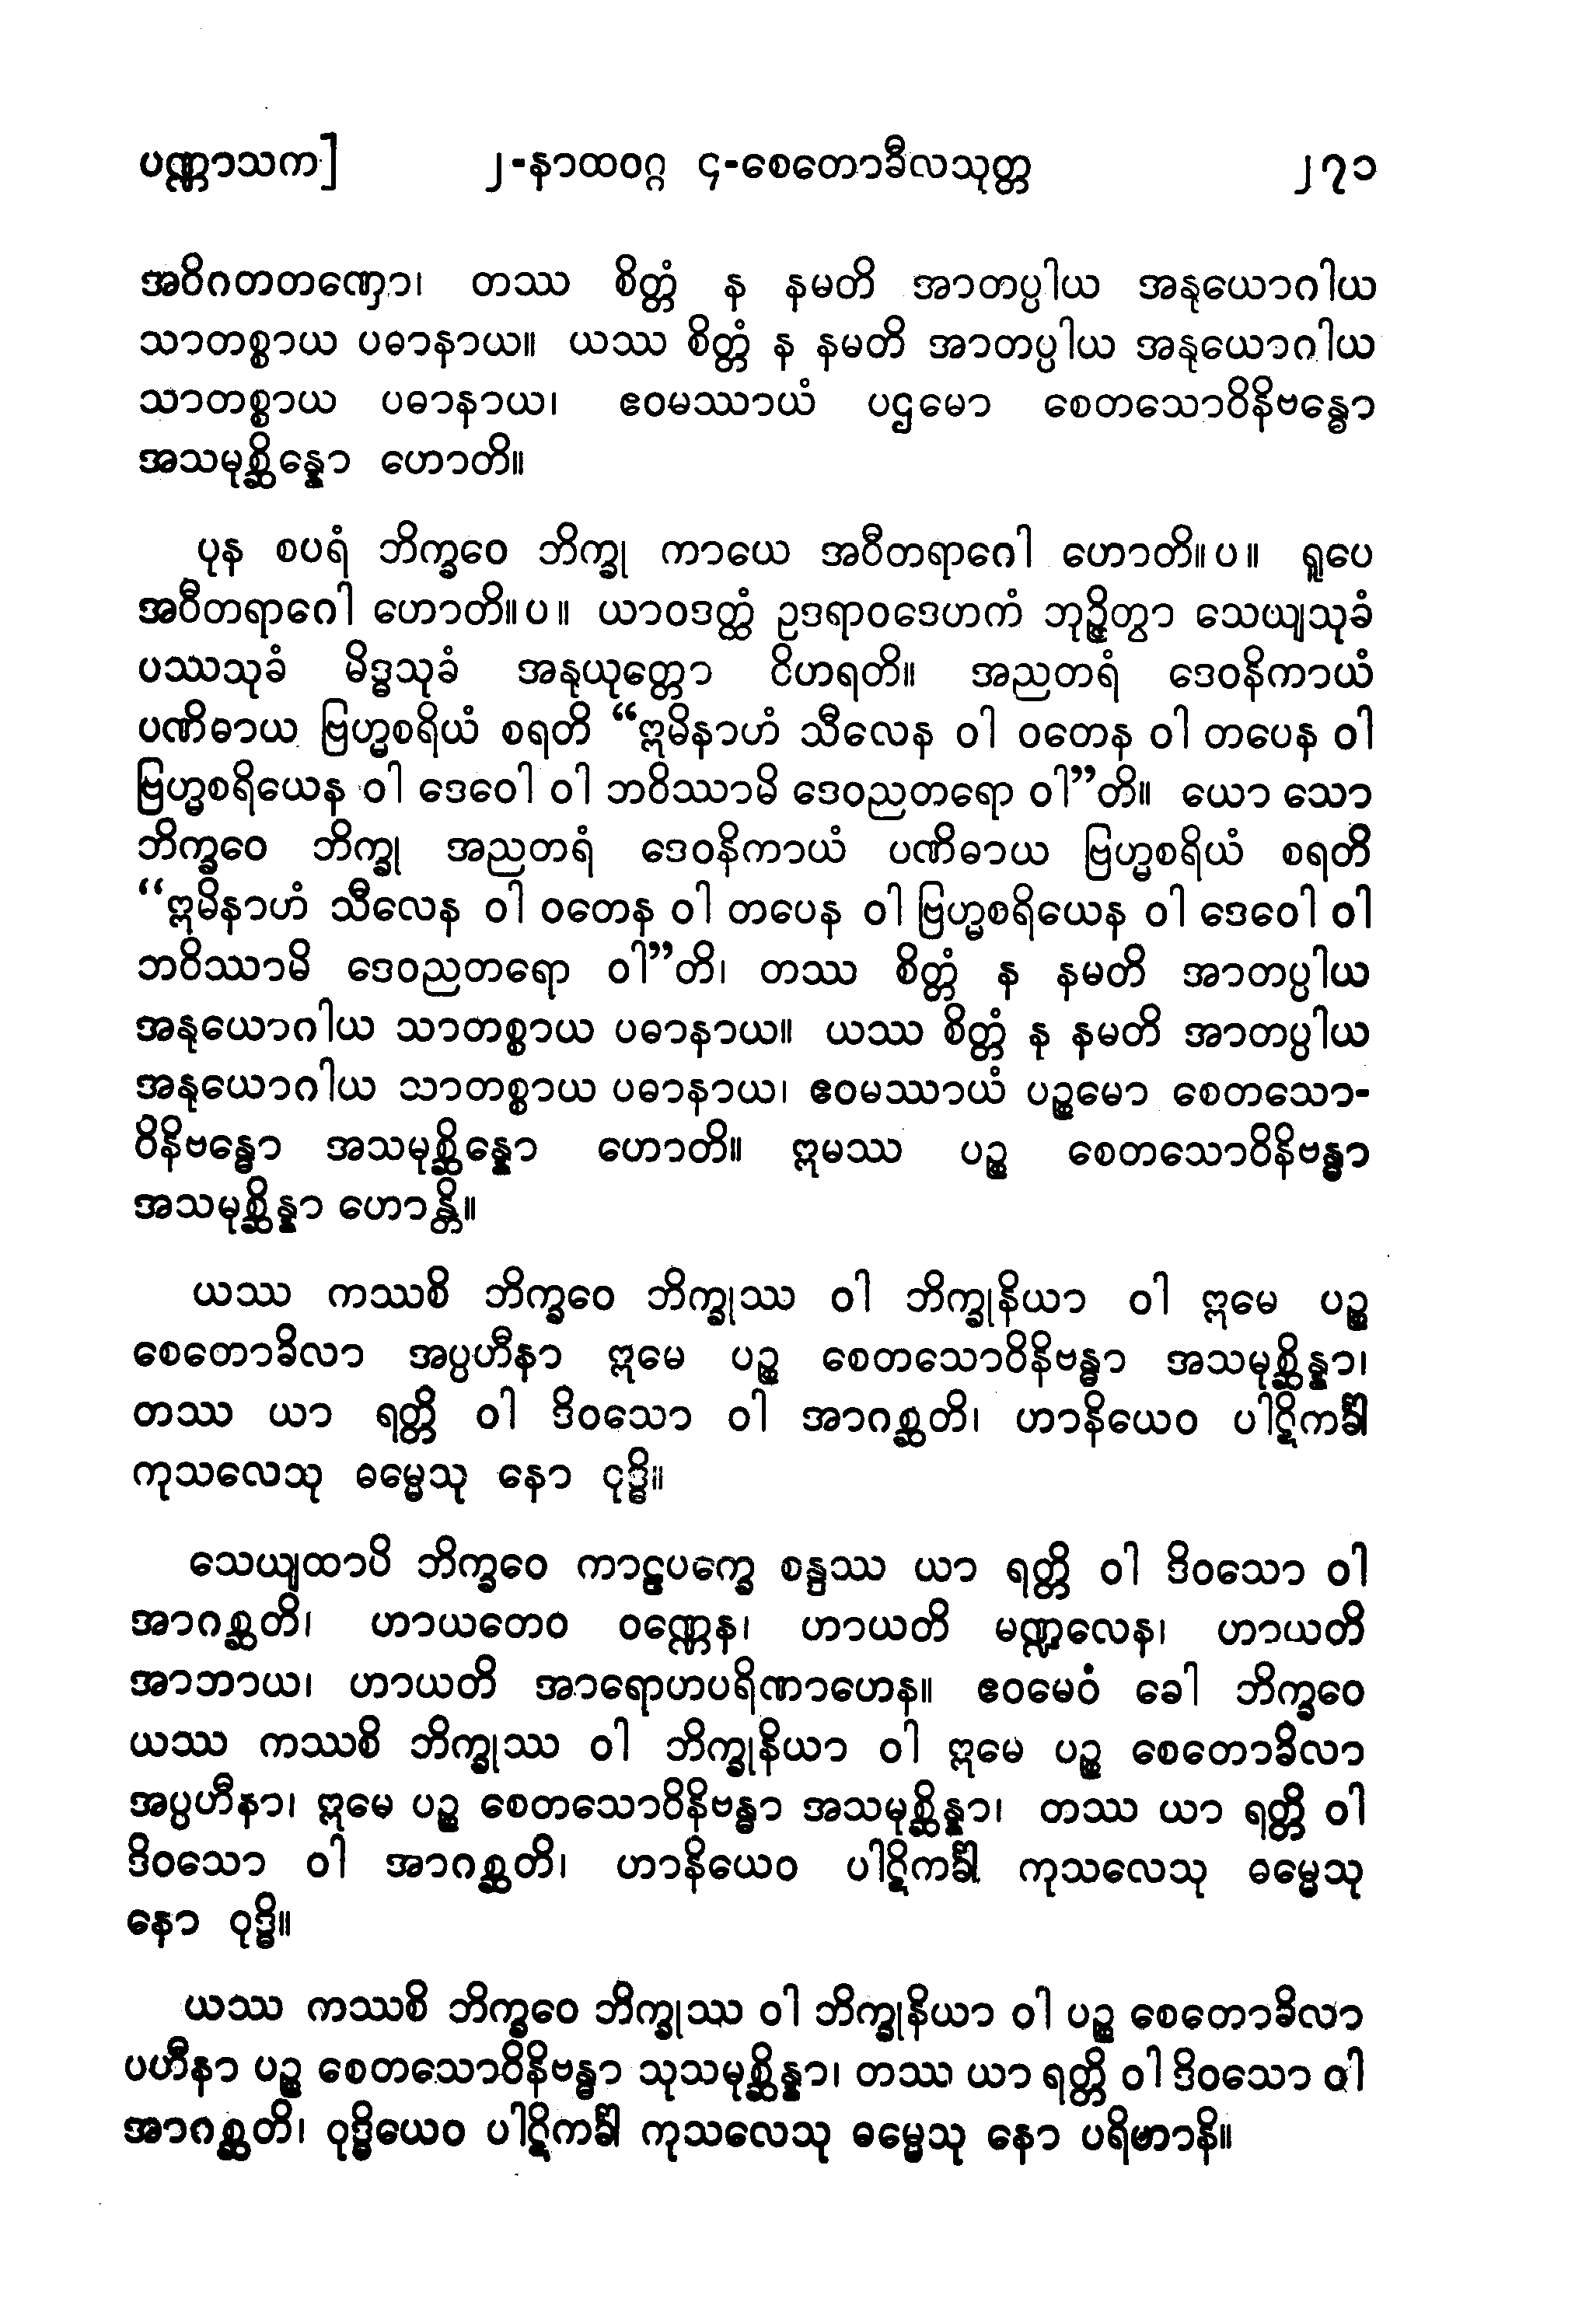 ပဏ္ဏာသက] ၂-နာထဝဂ္ဂ ၄-စေတောခီလသုတ္တ ၂၇၁
အဝိဂတတဏှော၊ တဿ စိတ္တံ န နမတိ အာတပ္ပါယ အနုယောဂါယ
သာတစ္စာယ ပဓာနာယ။ ယဿ စိတ္တံ န နမတိ အာတပ္ပါယ အနုယောဂါယ
သာတစ္စာယ ပဓာနာယ၊ ဧဝမဿာယံ ပဌမော စေတသောဝိနိဗန္ဓော
အသမုစ္ဆိန္နော ဟောတိ။
ပုန စပရံ ဘိက္ခဝေ ဘိက္ခု ကာယေ အဝီတရာဂေါ ဟောတိ။ပ။ ရူပေ
အဝီတရာဂေါ ဟောတိ။ပ။ ယာဝဒတ္ထံ ဥဒရာဝဒေဟကံ ဘုဉ္ဇိတွာ သေယျသုခံ
ပဿသုခံ မိဒ္ဓသုခံ အနုယုတ္တော ဝိဟရတိ။ အညတရံ ဒေဝနိကာယံ
ပဏိဓာယ ဗြဟ္မစရိယံ စရတိ “ဣမိနာဟံ သီလေန ဝါ ဝတေန ဝါ တပေန ဝါ
ဗြဟ္မစရိယေန ဝါ ဒေဝေါ ဝါ ဘဝိဿာမိ ဒေဝညတရော ဝါ”တိ။ ယော သော
ဘိက္ခဝေ ဘိက္ခု အညတရံ ဒေဝနိကာယံ ပဏိဓာယ ဗြဟ္မစရိယံ စရတိ
“ဣမိနာဟံ သီလေန ဝါ ဝတေန ဝါ တပေန ဝါ ဗြဟ္မစရိယေန ဝါ ဒေဝေါ ဝါ
ဘဝိဿာမိ ဒေဝညတရော ဝါ”တိ၊ တဿ စိတ္တံ န နမတိ အာတပ္ပါယ
အနုယောဂါယ သာတစ္စာယ ပဓာနာယ။ ယဿ စိတ္တံ န နမတိ အာတပ္ပါယ
အနုယောဂါယ သာတစ္စာယ ပဓာနာယ၊ ဧဝမဿာယံ ပဉ္စမော စေတသော-
ဝိနိဗန္ဓော အသမုစ္ဆိန္နော ဟောတိ။ ဣမဿ ပဉ္စ စေတသောဝိနိဗန္ဓာ
အသမုစ္ဆိန္နာ ဟောန္တိ။
ယဿ ကဿစိ ဘိက္ခဝေ ဘိက္ခုဿ ဝါ ဘိက္ခုနိယာ ဝါ ဣမေ ပဉ္စ
စေတောခိလာ အပ္ပဟီနာ ဣမေ ပဉ္စ စေတသောဝိနိဗန္ဓာ အသမုစ္ဆိန္နာ၊
တဿ ယာ ရတ္တိ ဝါ ဒိဝသော ဝါ အာဂစ္ဆတိ၊ ဟာနိယေဝ ပါဋိကင်္ခါ
ကုသလေသု ဓမ္မေသု နော ဝုဒ္ဓိ။
သေယျထာပိ ဘိက္ခဝေ ကာဠပက္ခေ စန္ဒဿ ယာ ရတ္တိ ဝါ ဒိဝသော ဝါ
အာဂစ္ဆတိ၊ ဟာယတေဝ ဝဏ္ဏေန၊ ဟာယတိ မဏ္ဍလေန၊ ဟာယတိ
အာဘာယ၊ ဟာယတိ အာရောဟပရိဏာဟေန။ ဧဝမေဝံ ခေါ ဘိက္ခဝေ
ယဿ ကဿစိ ဘိက္ခုဿ ဝါ ဘိက္ခုနိယာ ဝါ ဣမေ ပဉ္စ စေတောခိလာ
အပ္ပဟီနာ၊ ဣမေ ပဉ္စ စေတသောဝိနိဗန္ဓာ အသမုစ္ဆိန္နာ၊ တဿ ယာ ရတ္တိ ဝါ
ဒိဝသော ဝါ အာဂစ္ဆတိ၊ ဟာနိယေဝ ပါဋိကင်္ခါ ကုသလေသု ဓမ္မေသု
နော ဝုဒ္ဓိ။
ယဿ ကဿစိ ဘိက္ခဝေ ဘိက္ခုဿ ဝါ ဘိက္ခုနိယာ ဝါ ပဉ္စ စေတောခိလာ
ပဟီနာ ပဉ္စ စေတသောဝိနိဗန္ဓာ သုသမုစ္ဆိန္နာ၊ တဿ ယာ ရတ္တိ ဝါ ဒိဝသော ဝါ
အာဂစ္ဆတိ၊ ဝုဒ္ဓိယေဝ ပါဋိကင်္ခါ ကုသလေသု ဓမ္မေသု နော ပရိဟာနိ။